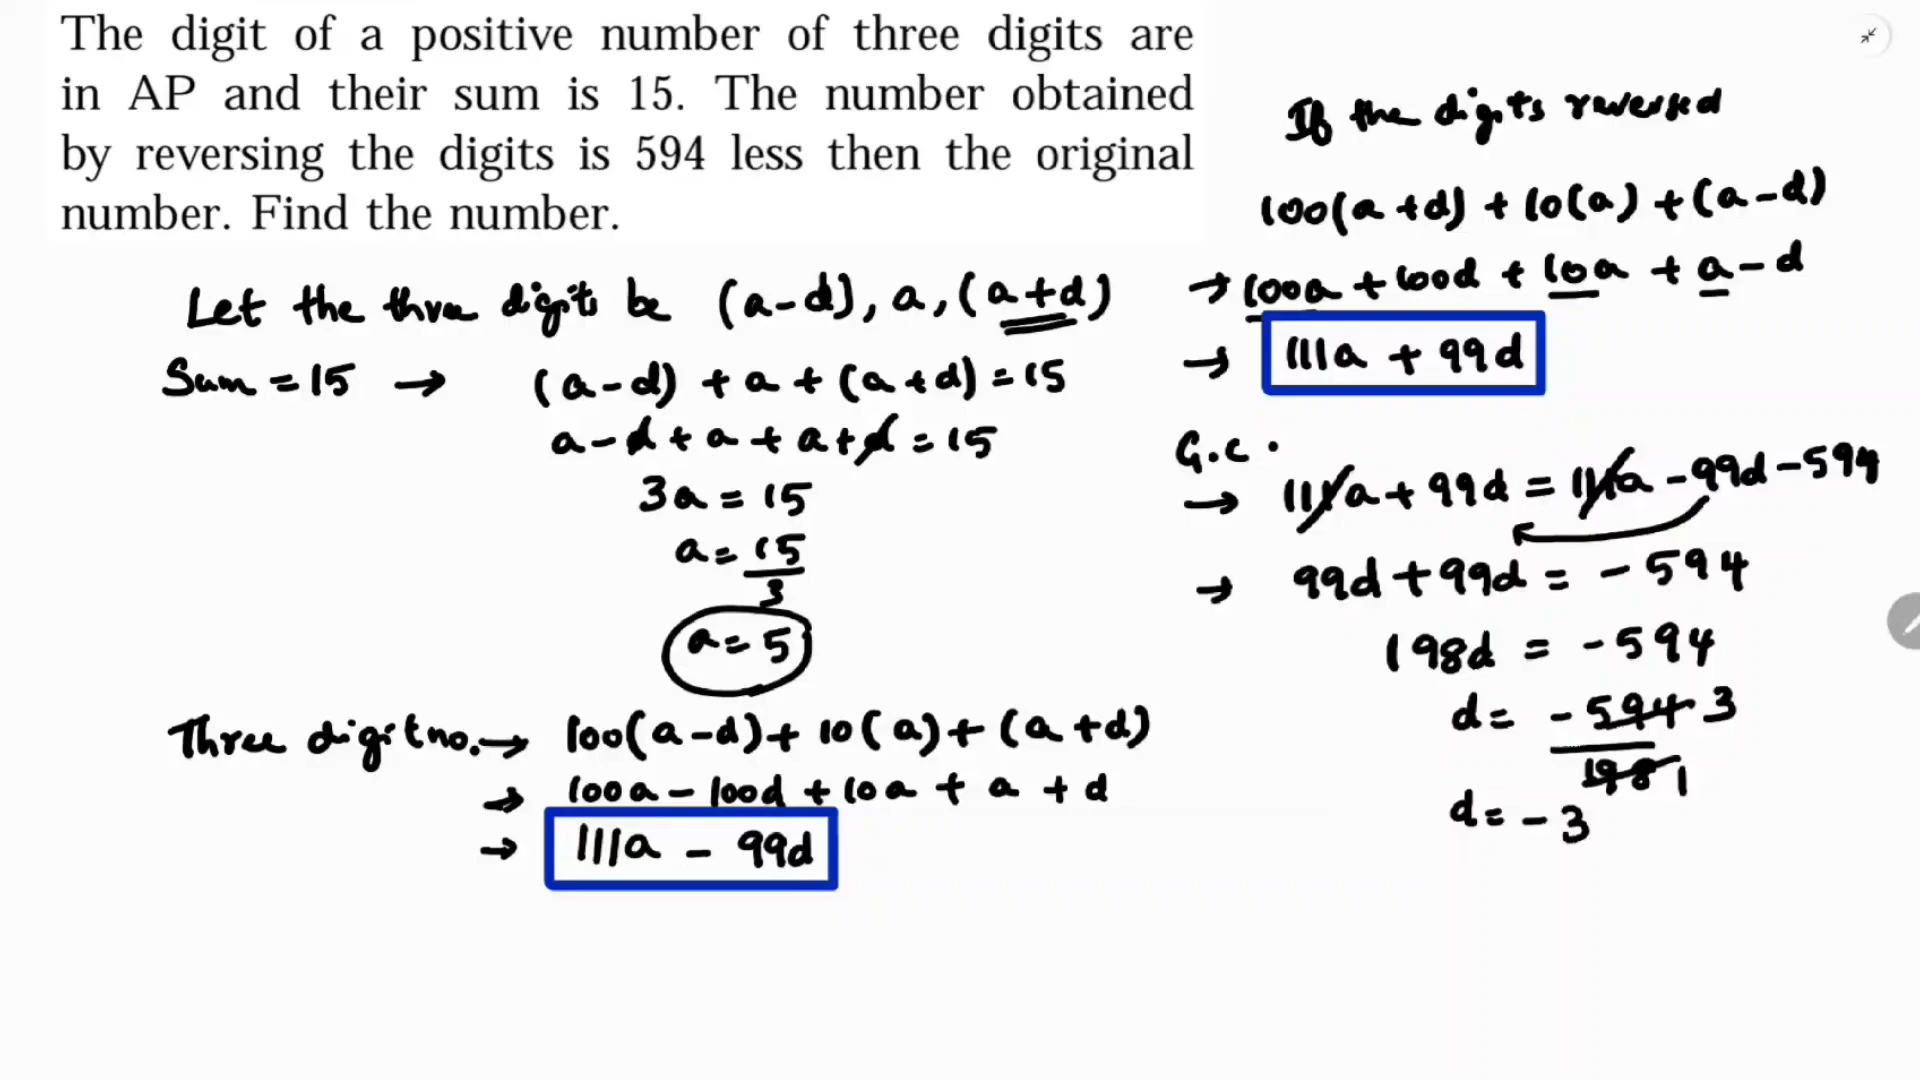 The digit of a positive number of three digits are
in AP and their sum is 15. The number obtained
by reversing the digits is 594 less then the original
number. Find the number.
Let the three digits be (a-d), a, (a+d)
Sum = 15 → (a-d) + a + (a+d) = 15
a-d + a + a+d = 15
3a = 15
a = 15/3
a = 5
Three digit no. → 100(a-d) + 10(a) + (a+d)
→ 100a - 100d + 10a + a + d
→ 111a - 99d
If the digits reversed
100(a+d) + 10(a) + (a-d)
→ 100a + 100d + 10a + a - d
→ 111a + 99d
G.C.
→ 111a + 99d = 111a - 99d - 594
→ 99d + 99d = -594
198d = -594
d = -594 3
198 1
d = -3